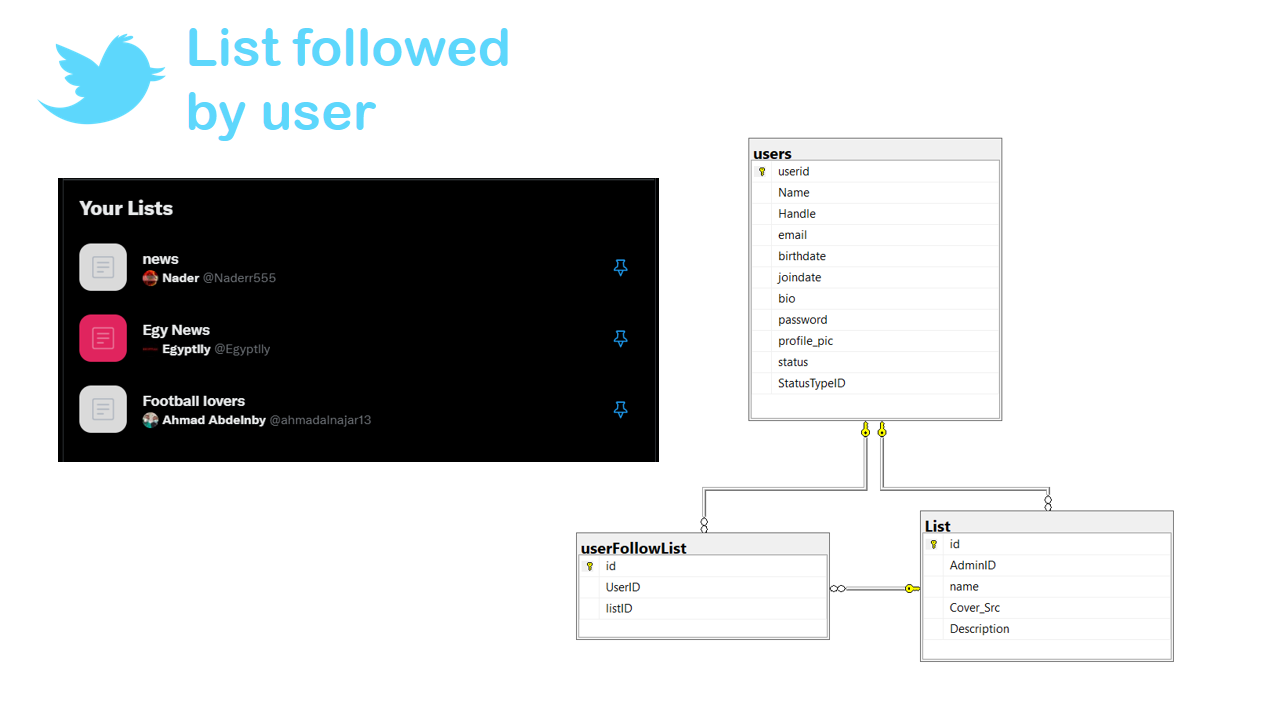 List followed
by user
Your Lists
news
Nader @Naderr555
Egy News
Egyptlly @Egyptlly
Football lovers
Ahmad Abdelnby @ahmadalnajar13
users
userid
Name
Handle
email
birthdate
joindate
bio
password
profile_pic
status
StatusTypeID
userFollowList
id
UserID
listID
List
id
AdminID
name
Cover_Src
Description